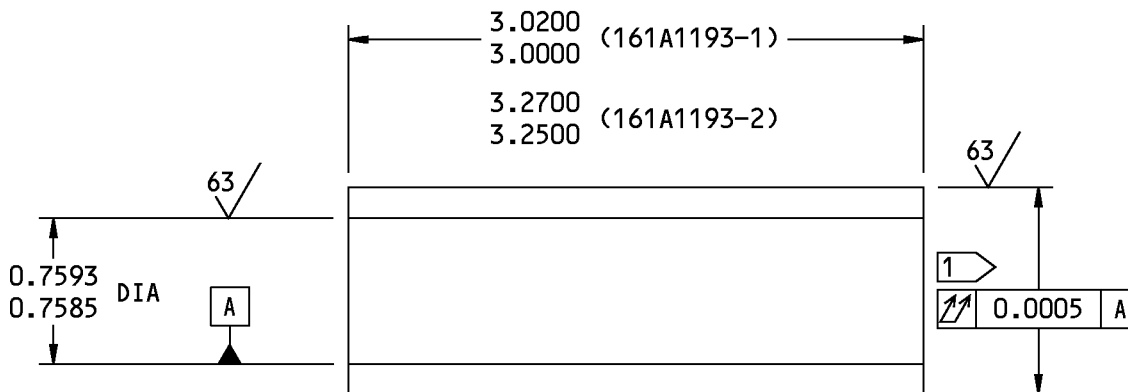 3.0200
3.0000 (161A1193-1)
3.2700
3.2500 (161A1193-2)
63
63
0.7593
0.7585 DIA
A
1
0.0005 A